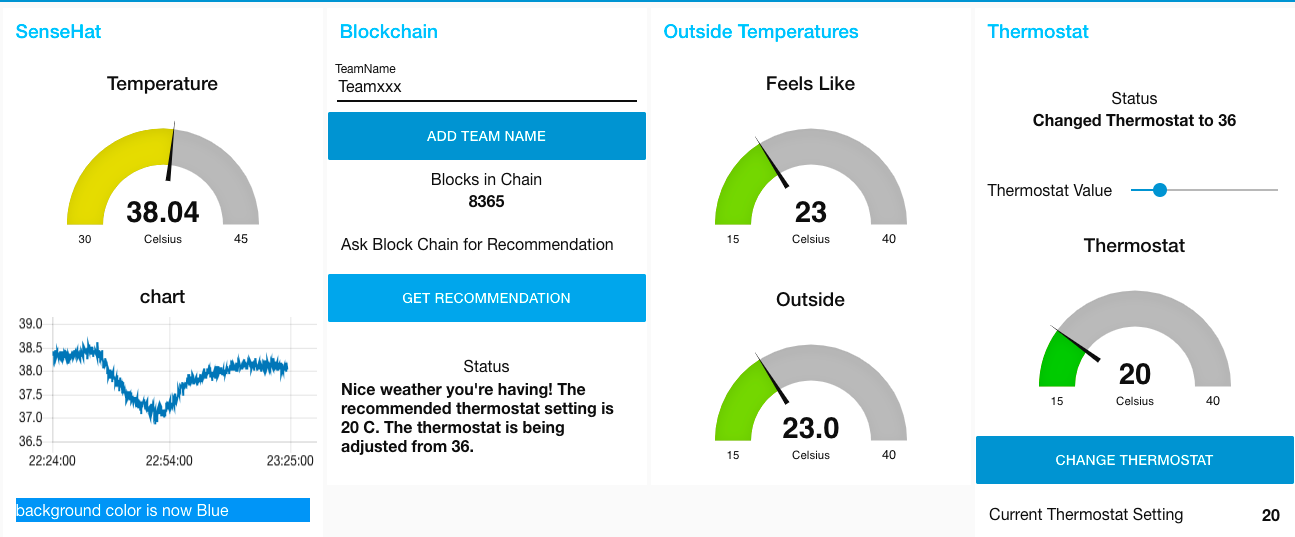 SenseHat
Temperature
38.04
30
Celsius
45
chart
39.0
38.5
38.0
37.5
37.0
36.5
22:24:00
22:54:00
23:25:00
background color is now Blue
Blockchain
TeamName
Teamxxx
ADD TEAM NAME
Blocks in Chain
8365
Ask Block Chain for Recommendation
GET RECOMMENDATION
Status
Nice weather you're having! The
recommended thermostat setting is
20 C. The thermostat is being
adjusted from 36.
Outside Temperatures
Feels Like
23
15
Celsius
40
Outside
23.0
15
Celsius
40
Thermostat
Status
Changed Thermostat to 36
Thermostat Value
Thermostat
20
15
Celsius
40
CHANGE THERMOSTAT
Current Thermostat Setting 20